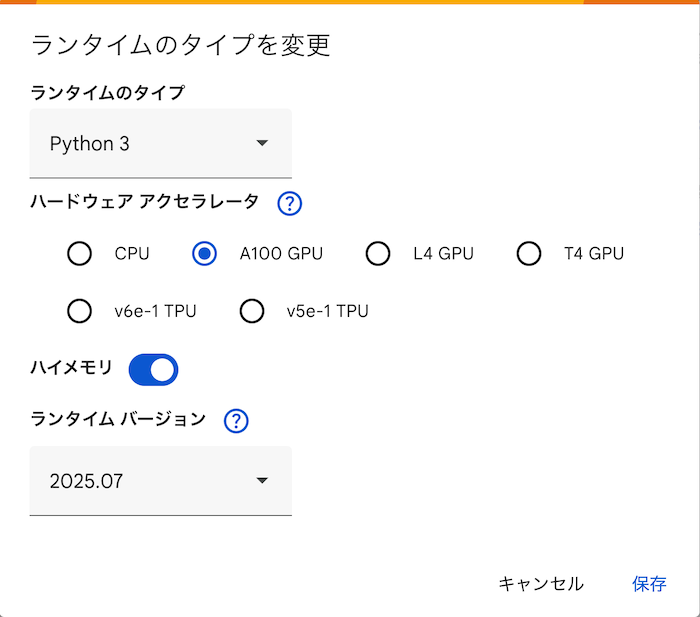 ランタイムのタイプを変更
ランタイムのタイプ
Python 3
ハードウェア アクセラレータ ?
CPU A100 GPU L4 GPU T4 GPU
v6e-1 TPU v5e-1 TPU
ハイメモリ
ランタイム バージョン ?
2025.07
キャンセル 保存